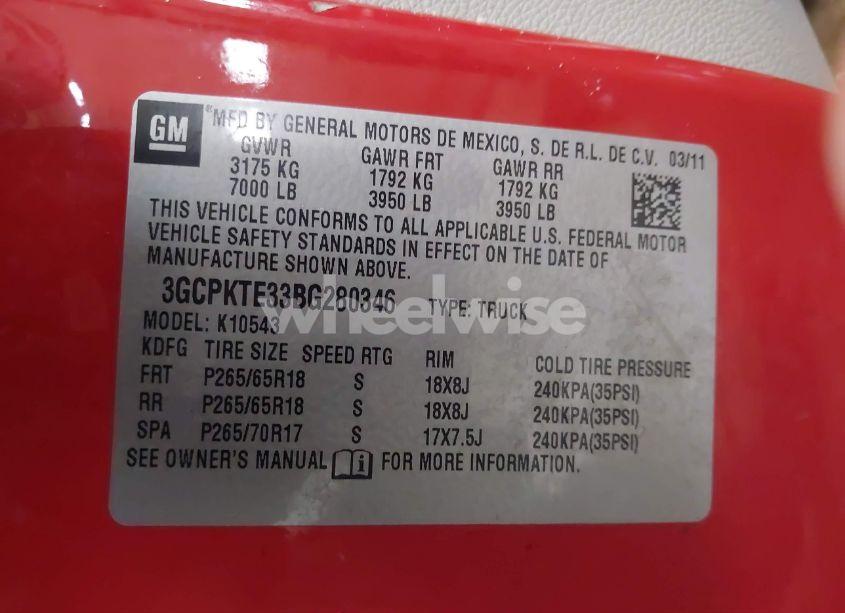 GM
MFD BY GENERAL MOTORS DE MEXICO, S. DE R.L. DE C.V. 03/11
GVWR GAWR FRT GAWR RR
3175 KG 1792 KG 1792 KG
7000 LB 3950 LB 3950 LB
THIS VEHICLE CONFORMS TO ALL APPLICABLE U.S. FEDERAL MOTOR
VEHICLE SAFETY STANDARDS IN EFFECT ON THE DATE OF
MANUFACTURE SHOWN ABOVE.
3GCPKTE33BG280346 TYPE: TRUCK
wheelwise
MODEL: K10543
KDFG TIRE SIZE SPEED RTG RIM COLD TIRE PRESSURE
FRT P265/65R18 S 18X8J 240KPA(35PSI)
RR P265/65R18 S 18X8J 240KPA(35PSI)
SPA P265/70R17 S 17X7.5J 240KPA(35PSI)
SEE OWNER'S MANUAL FOR MORE INFORMATION.